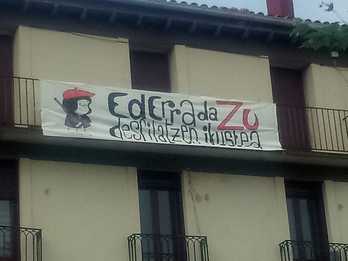 Ederra da Zu
desfilatzen ikustea